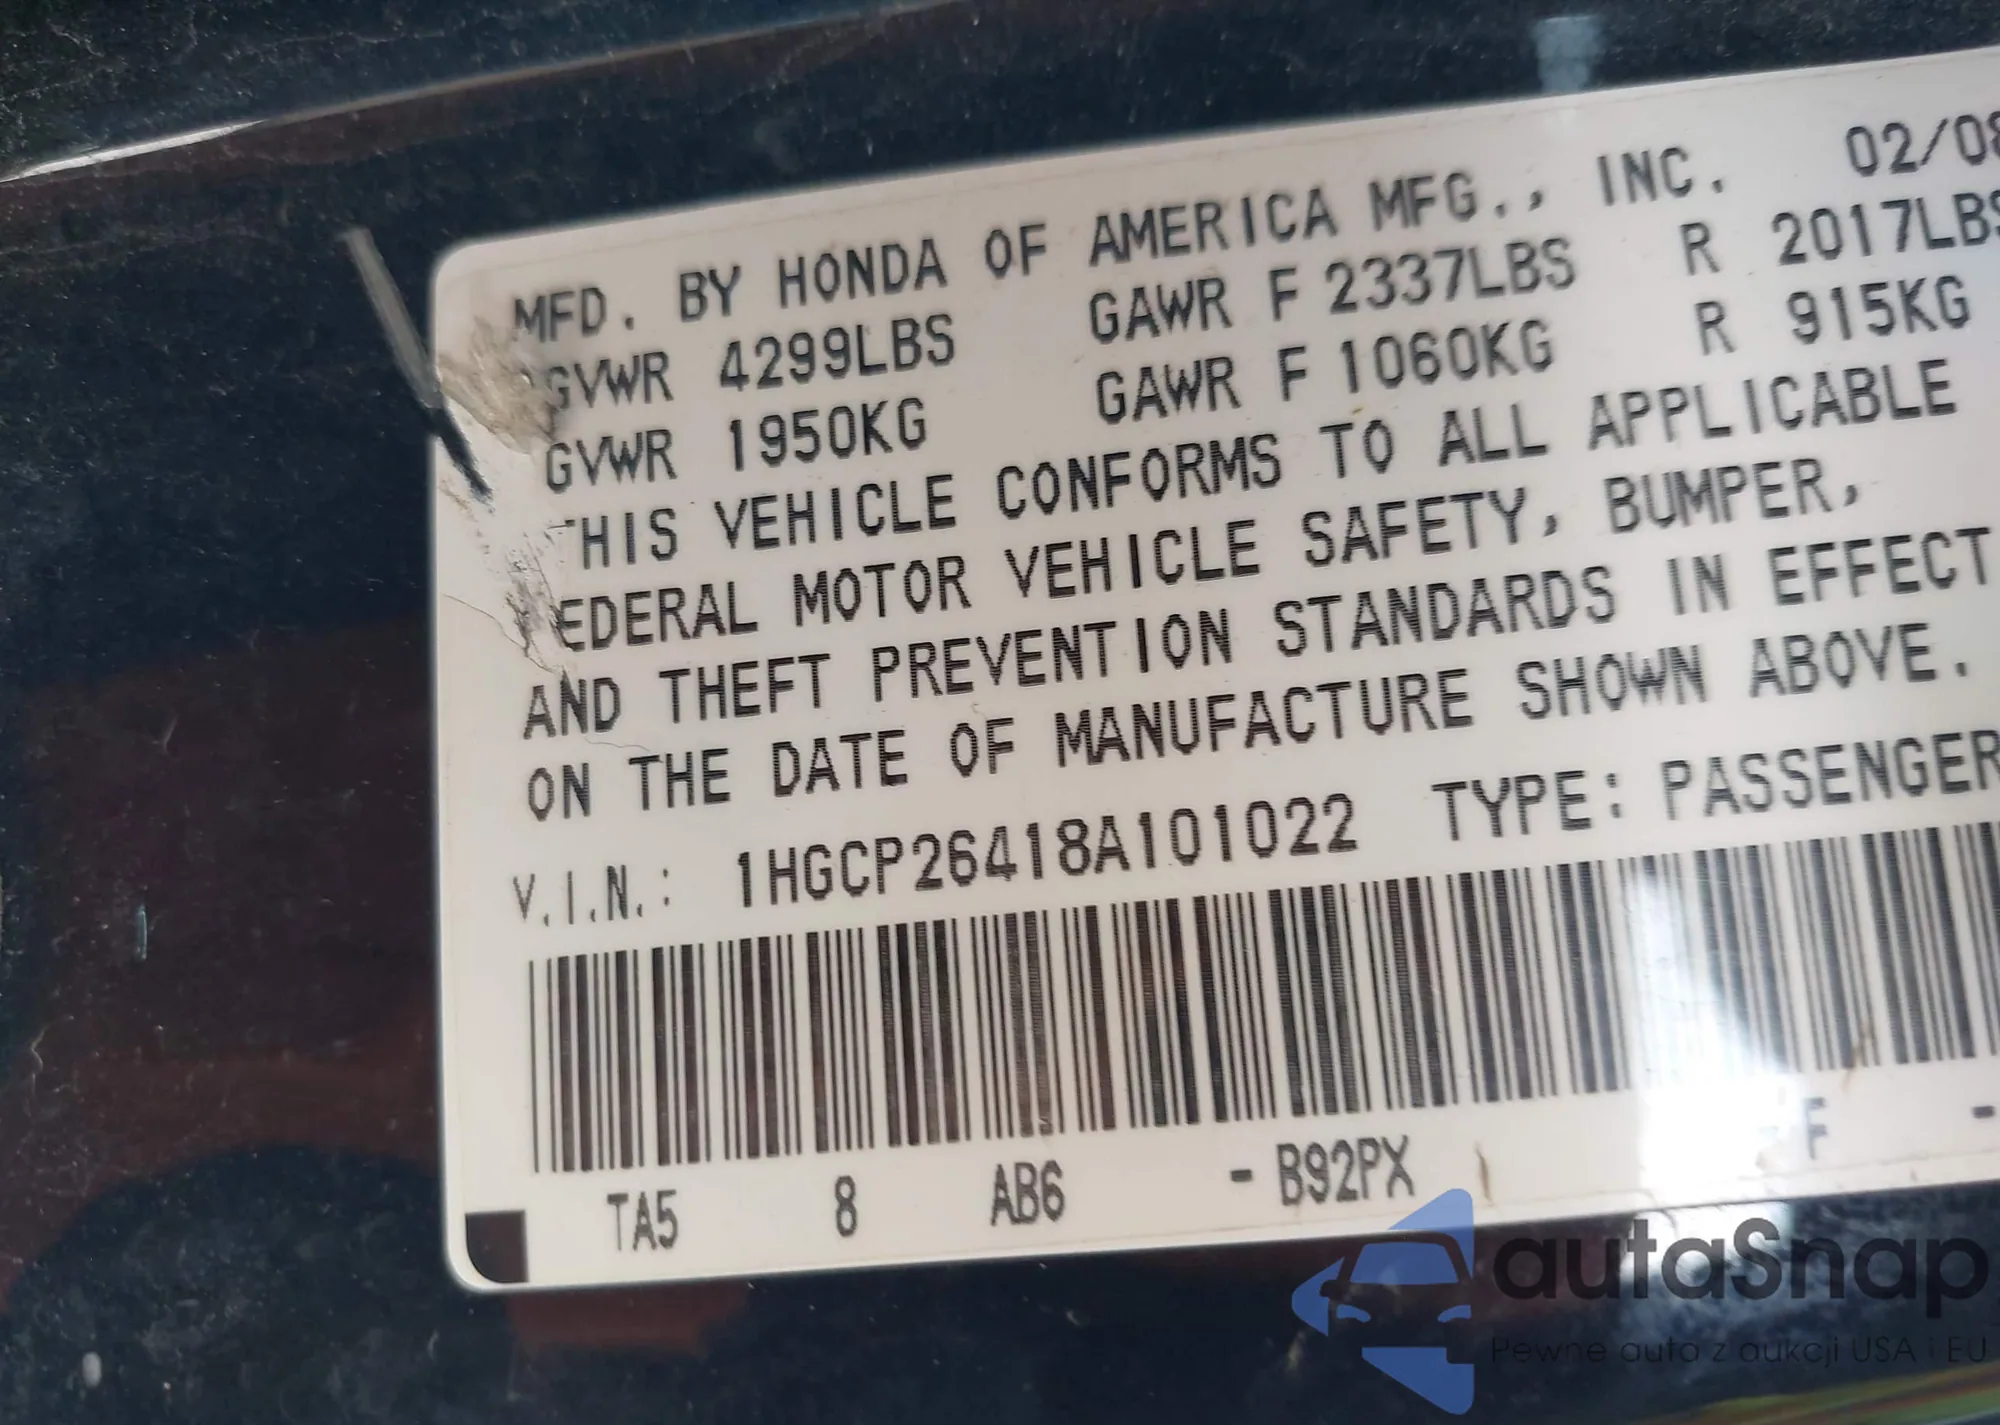 MFD. BY HONDA OF AMERICA MFG., INC. 02/08
GVWR 4299LBS GAWR F 2337LBS R 2017LBS
GVWR 1950KG GAWR F 1060KG R 915KG
THIS VEHICLE CONFORMS TO ALL APPLICABLE
FEDERAL MOTOR VEHICLE SAFETY, BUMPER,
AND THEFT PREVENTION STANDARDS IN EFFECT
ON THE DATE OF MANUFACTURE SHOWN ABOVE.
V.I.N.: 1HGCP26418A101022 TYPE: PASSENGER
TA5 8 AB6 - B92PX F -
autaSnap
Pewne auta z aukcji USA i EU